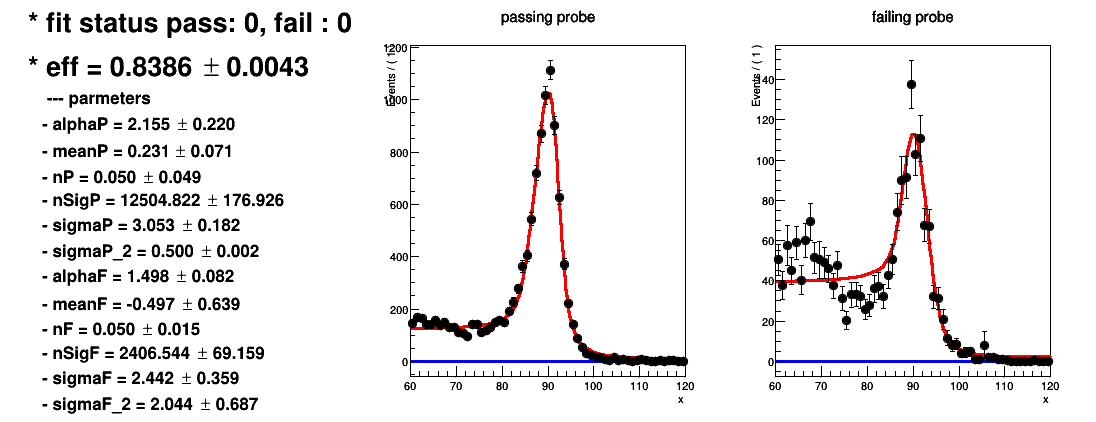 * fit status pass: 0, fail : 0
* eff = 0.8386 ± 0.0043
--- parmeters
- alphaP = 2.155 ± 0.220
- meanP = 0.231 ± 0.071
- nP = 0.050 ± 0.049
- nSigP = 12504.822 ± 176.926
- sigmaP = 3.053 ± 0.182
- sigmaP_2 = 0.500 ± 0.002
- alphaF = 1.498 ± 0.082
- meanF = -0.497 ± 0.639
- nF = 0.050 ± 0.015
- nSigF = 2406.544 ± 69.159
- sigmaF = 2.442 ± 0.359
- sigmaF_2 = 2.044 ± 0.687
passing probe
Events / ( 1 )
1200
1000
800
600
400
200
0
60 70 80 90 100 110 120
x
failing probe
Events / ( 1 )
140
120
100
80
60
40
20
0
60 70 80 90 100 110 120
x